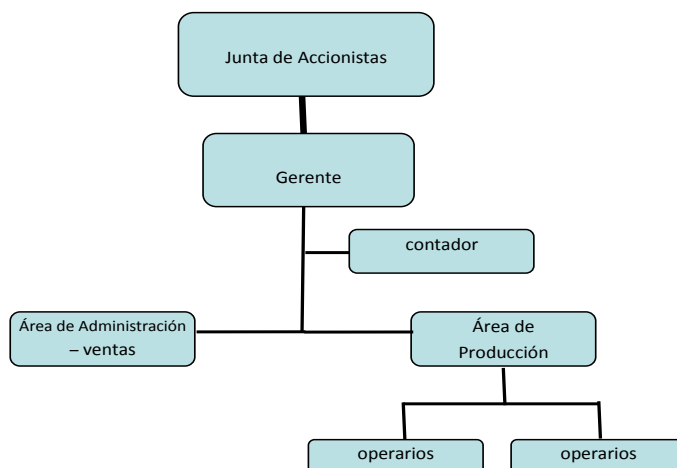 Junta de Accionistas
Gerente
contador
Área de Administración
– ventas
Área de
Producción
operarios
operarios